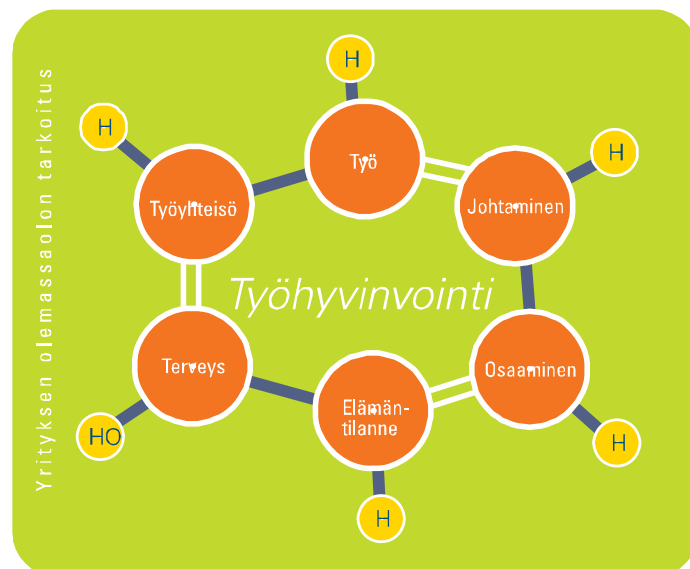 Yrityksen olemassaolon tarkoitus
H
H
H
Työ
Työyhteisö
Johtaminen
Työhyvinvointi
Terveys
Osaaminen
Elämän-
tilanne
HO
H
H